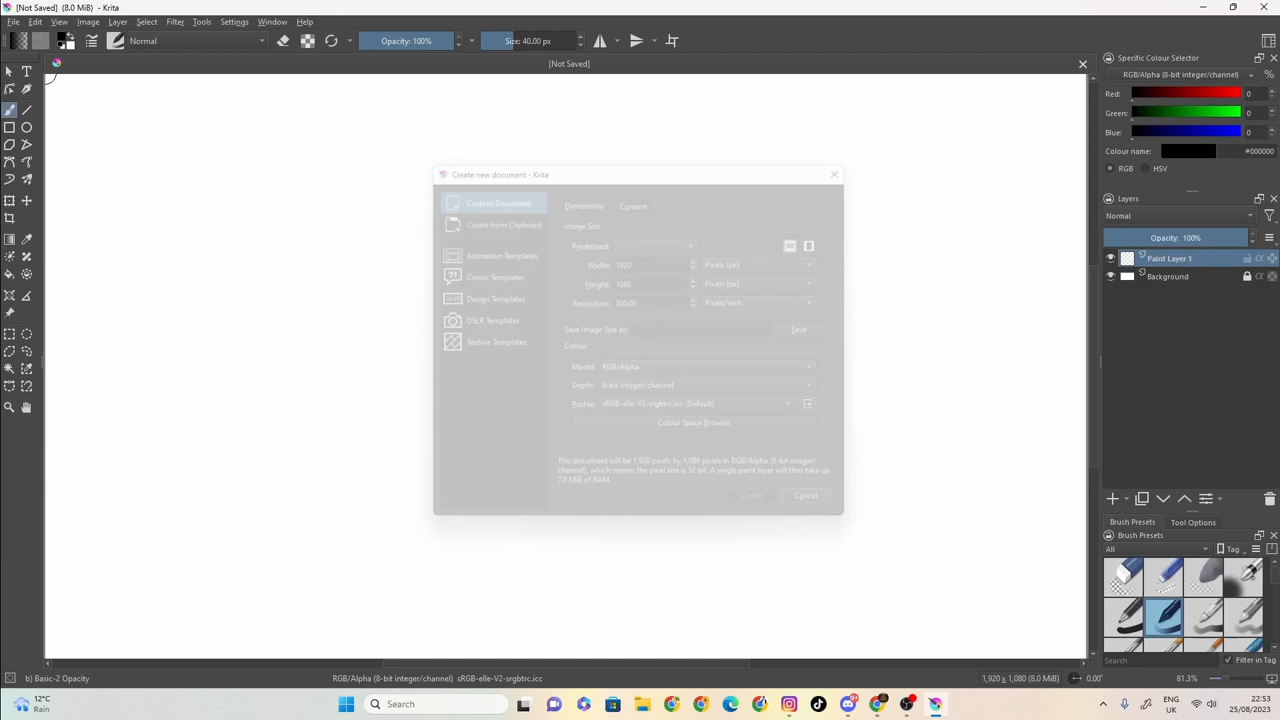 [Not Saved] (8.0 MiB) - Krita
File Edit View Image Layer Select Filter Tools Settings Window Help
Normal Opacity: 100% Size: 40.00 px
[Not Saved]
Specific Colour Selector
RGB/Alpha (8-bit integer/channel) %
Red: 0
Green: 0
Blue: 0
Colour name: #000000
RGB HSV
Layers
Normal
Opacity: 100%
Paint Layer 1
Background
Create new document - Krita
Custom Document
Create from Clipboard
Animation Templates
Comic Templates
Design Templates
DSLR Templates
Texture Templates
Dimensions Content
Image Size
Predefined:
Width: 1920 Pixels (px)
Height: 1080 Pixels (px)
Resolution: 300.00 Pixels/Inch
Save Image Size as: Save
Colour
Model: RGB/Alpha
Depth: 8-bit integer/channel
Profile: sRGB-elle-V2-srgbtrc.icc (Default)
Colour Space Browser
This document will be 1,920 pixels by 1,080 pixels in RGB/Alpha (8-bit integer/
channel), which means the pixel size is 32 bit. A single paint layer will thus take up
7.9 MiB of RAM.
Create Cancel
Brush Presets Tool Options
Brush Presets
All Tag
Search Filter in Tag
b) Basic-2 Opacity
RGB/Alpha (8-bit integer/channel) sRGB-elle-V2-srgbtrc.icc
1,920 x 1,080 (8.0 MiB) 0.00° 81.3%
12°C
Rain
Search
ENG
UK
22:53
25/08/2023